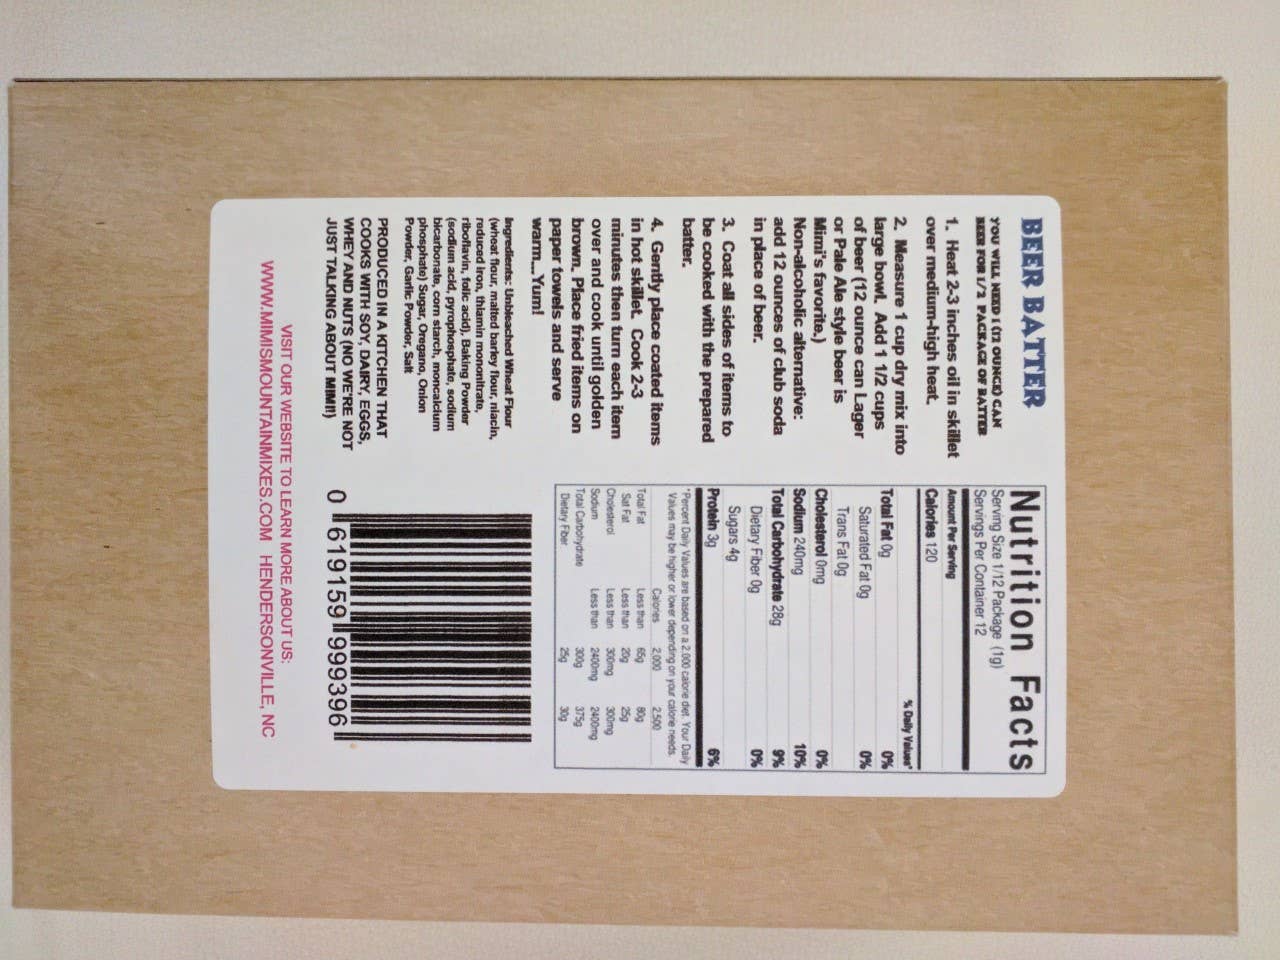 BEER BATTER
YOU WILL NEED 1 (12 OUNCE) CAN
BEER FOR 1/2 PACKAGE OF BATTER
1. Heat 2-3 inches oil in skillet
over medium-high heat.
2. Measure 1 cup dry mix into
large bowl. Add 1 1/2 cups
of beer (12 ounce can Lager
or Pale Ale style beer is
Mimi's favorite.)
Non-alcoholic alternative:
add 12 ounces of club soda
in place of beer.
3. Coat all sides of items to
be cooked with the prepared
batter.
4. Gently place coated items
in hot skillet. Cook 2-3
minutes then turn each item
over and cook until golden
brown. Place fried items on
paper towels and serve
warm....Yum!
Ingredients: Unbleached Wheat Flour
(wheat flour, malted barley flour, niacin,
reduced iron, thiamin mononitrate,
riboflavin, folic acid), Baking Powder
(sodium acid, pyrophosphate, sodium
bicarbonate, corn starch, moncalcium
phosphate) Sugar, Oregano, Onion
Powder, Garlic Powder, Salt
PRODUCED IN A KITCHEN THAT
COOKS WITH SOY, DAIRY, EGGS,
WHEY AND NUTS (NO WE'RE NOT
JUST TALKING ABOUT MIMI!)
Nutrition Facts
Serving Size 1/12 Package (1g)
Servings Per Container 12
Amount Per Serving
Calories 120
% Daily Values*
Total Fat 0g 0%
Saturated Fat 0g 0%
Trans Fat 0g
Cholesterol 0mg 0%
Sodium 240mg 10%
Total Carbohydrate 28g 9%
Dietary Fiber 0g 0%
Sugars 4g
Protein 3g 6%
*Percent Daily Values are based on a 2,000 calorie diet. Your Daily
Values may be higher or lower depending on your calorie needs.
Calories 2,000 2,500
Total Fat Less than 65g 80g
Sat Fat Less than 20g 25g
Cholesterol Less than 300mg 300mg
Sodium Less than 2400mg 2400mg
Total Carbohydrate 300g 375g
Dietary Fiber 25g 30g
0 619159 999396
VISIT OUR WEBSITE TO LEARN MORE ABOUT US:
WWW.MIMISMOUNTAINMIXES.COM HENDERSONVILLE, NC